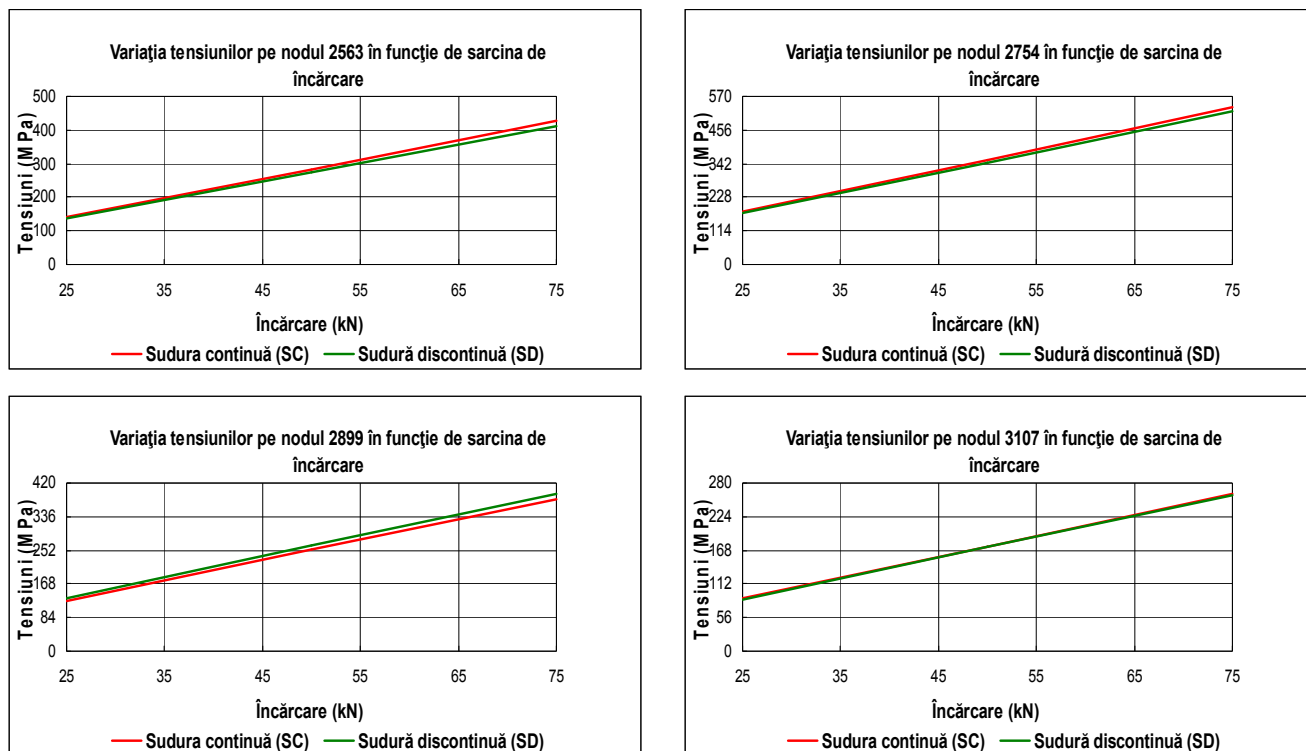 Variaţia tensiunilor pe nodul 2563 în funcţie de sarcina de
încărcare
Tensiuni (MPa)
500
400
300
200
100
0
25 35 45 55 65 75
Încărcare (kN)
Sudura continuă (SC) Sudură discontinuă (SD)
Variaţia tensiunilor pe nodul 2754 în funcţie de sarcina de
încărcare
Tensiuni (MPa)
570
456
342
228
114
0
25 35 45 55 65 75
Încărcare (kN)
Sudura continuă (SC) Sudură discontinuă (SD)
Variaţia tensiunilor pe nodul 2899 în funcţie de sarcina de
încărcare
Tensiuni (MPa)
420
336
252
168
84
0
25 35 45 55 65 75
Încărcare (kN)
Sudura continuă (SC) Sudură discontinuă (SD)
Variaţia tensiunilor pe nodul 3107 în funcţie de sarcina de
încărcare
Tensiuni (MPa)
280
224
168
112
56
0
25 35 45 55 65 75
Încărcare (kN)
Sudura continuă (SC) Sudură discontinuă (SD)